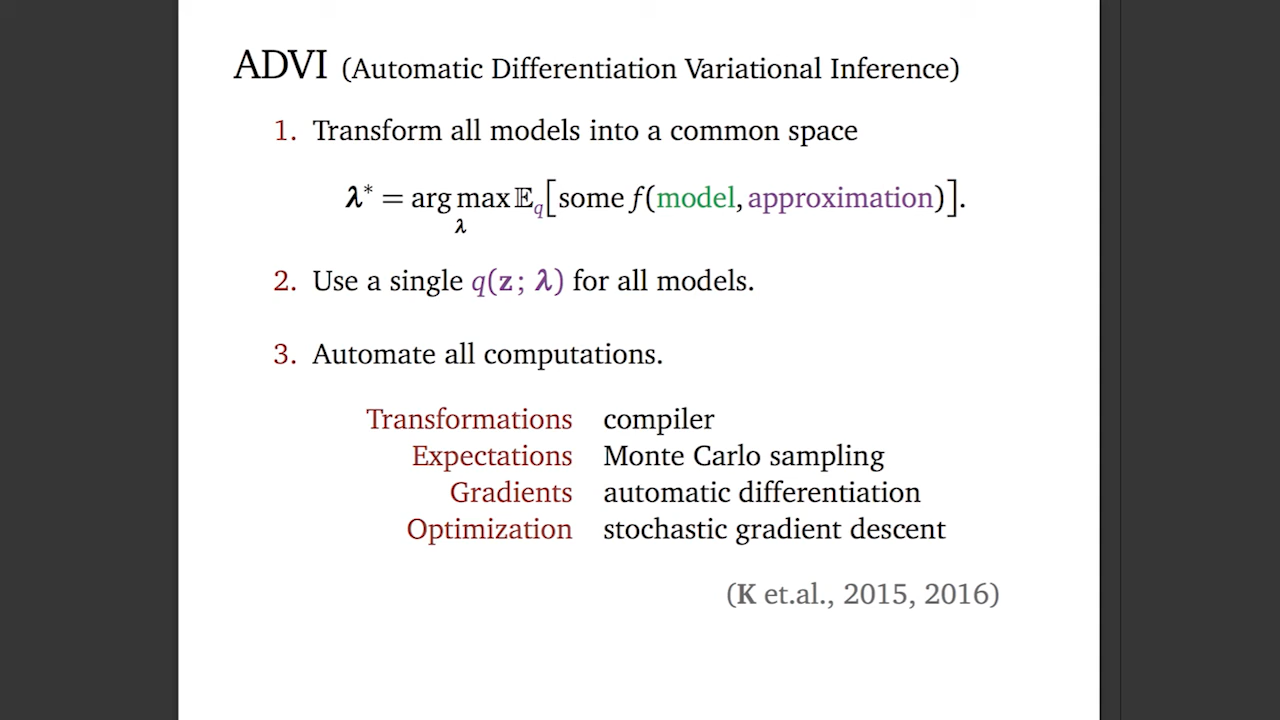 ADVI (Automatic Differentiation Variational Inference)
1. Transform all models into a common space
λ* = arg max 𝔼q[some f(model, approximation)].
λ
2. Use a single q(z; λ) for all models.
3. Automate all computations.
Transformations compiler
Expectations Monte Carlo sampling
Gradients automatic differentiation
Optimization stochastic gradient descent
(K et.al., 2015, 2016)